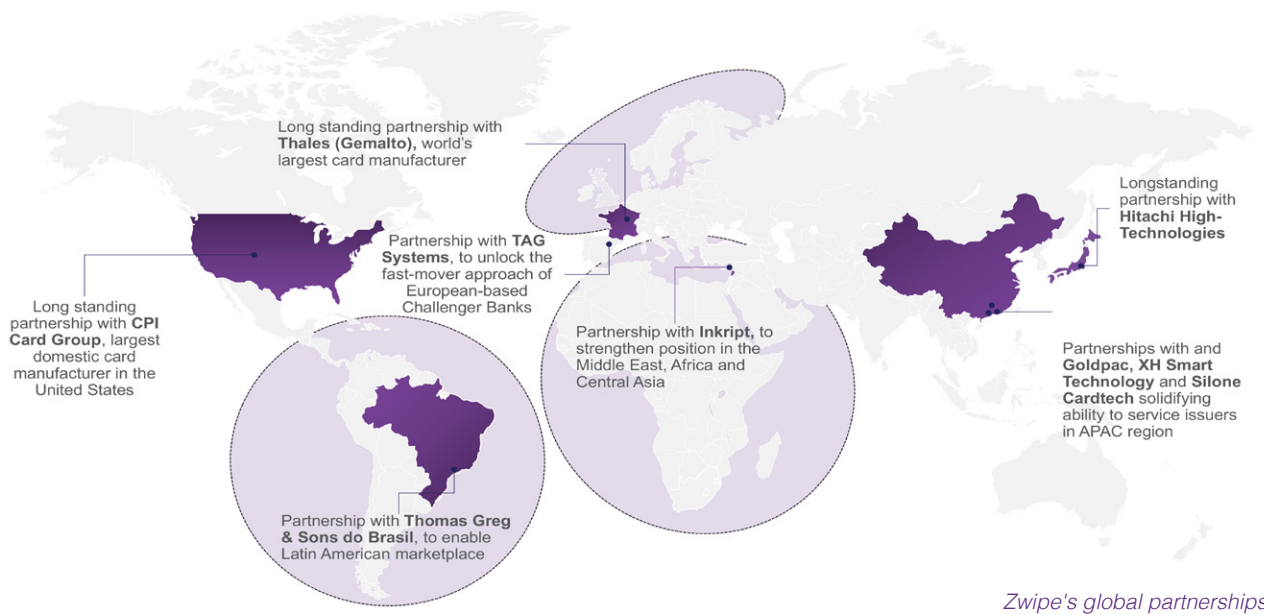 Long standing partnership with
Thales (Gemalto), world's
largest card manufacturer
Longstanding
partnership with
Hitachi High-
Technologies
Partnership with TAG
Systems, to unlock the
fast-mover approach of
European-based
Challenger Banks
Long standing
partnership with CPI
Card Group, largest
domestic card
manufacturer in the
United States
Partnership with Inkript, to
strengthen position in the
Middle East, Africa and
Central Asia
Partnerships with and
Goldpac, XH Smart
Technology and Silone
Cardtech solidifying
ability to service issuers
in APAC region
Partnership with Thomas Greg
& Sons do Brasil, to enable
Latin American marketplace
Zwipe's global partnerships